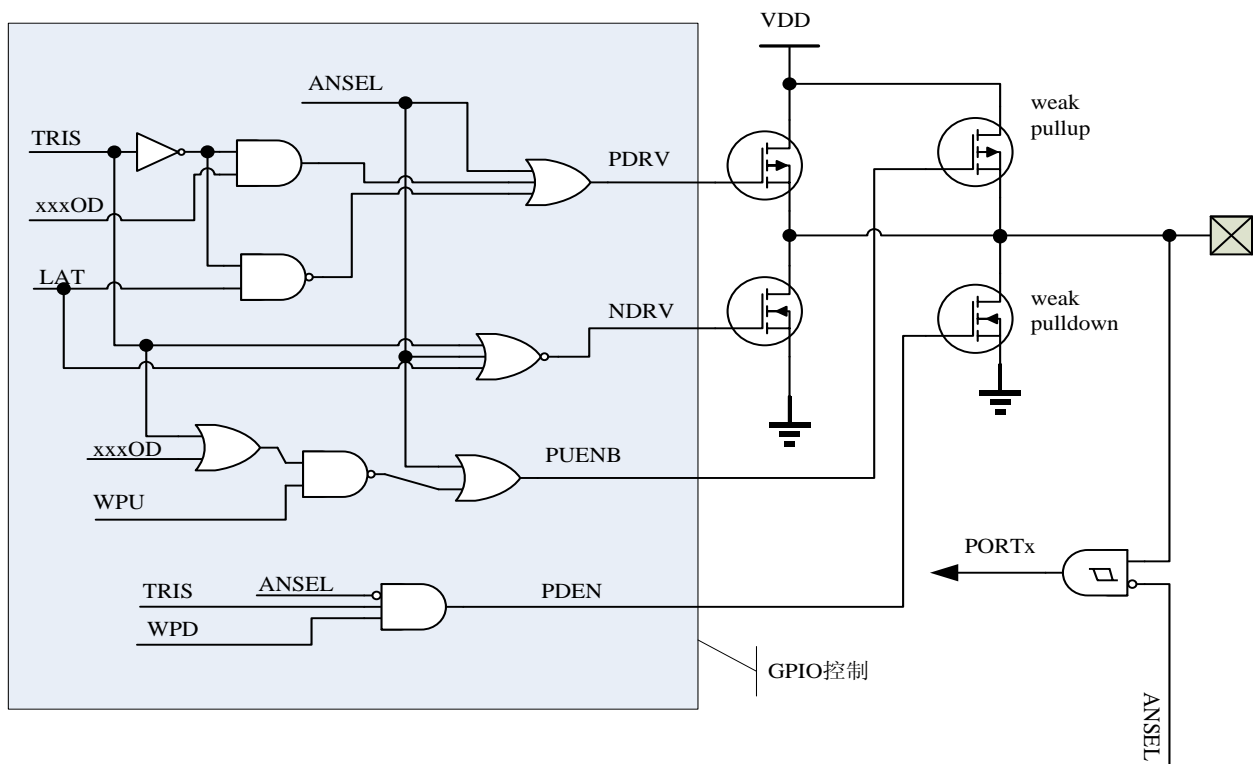 VDD
ANSEL
weak
pullup
TRIS
PDRV
xxxOD
LAT
NDRV
weak
pulldown
xxxOD
PUENB
WPU
PORTx
ANSEL
TRIS
PDEN
WPD
GPIO控制
ANSEL